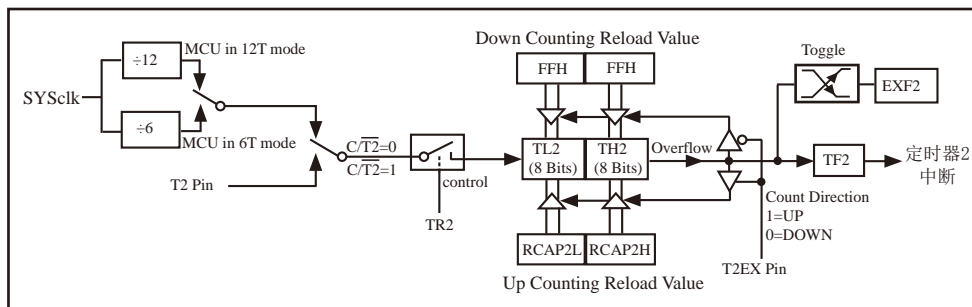 Down Counting Reload Value
Toggle
MCU in 12T mode
÷12
FFH
FFH
EXF2
SYSclk
÷6
MCU in 6T mode
C/T2̅=0
C/T2̅=1
TL2
(8 Bits)
TH2
(8 Bits)
Overflow
TF2
定时器2
中断
T2 Pin
control
Count Direction
1=UP
0=DOWN
TR2
RCAP2L
RCAP2H
T2EX Pin
Up Counting Reload Value